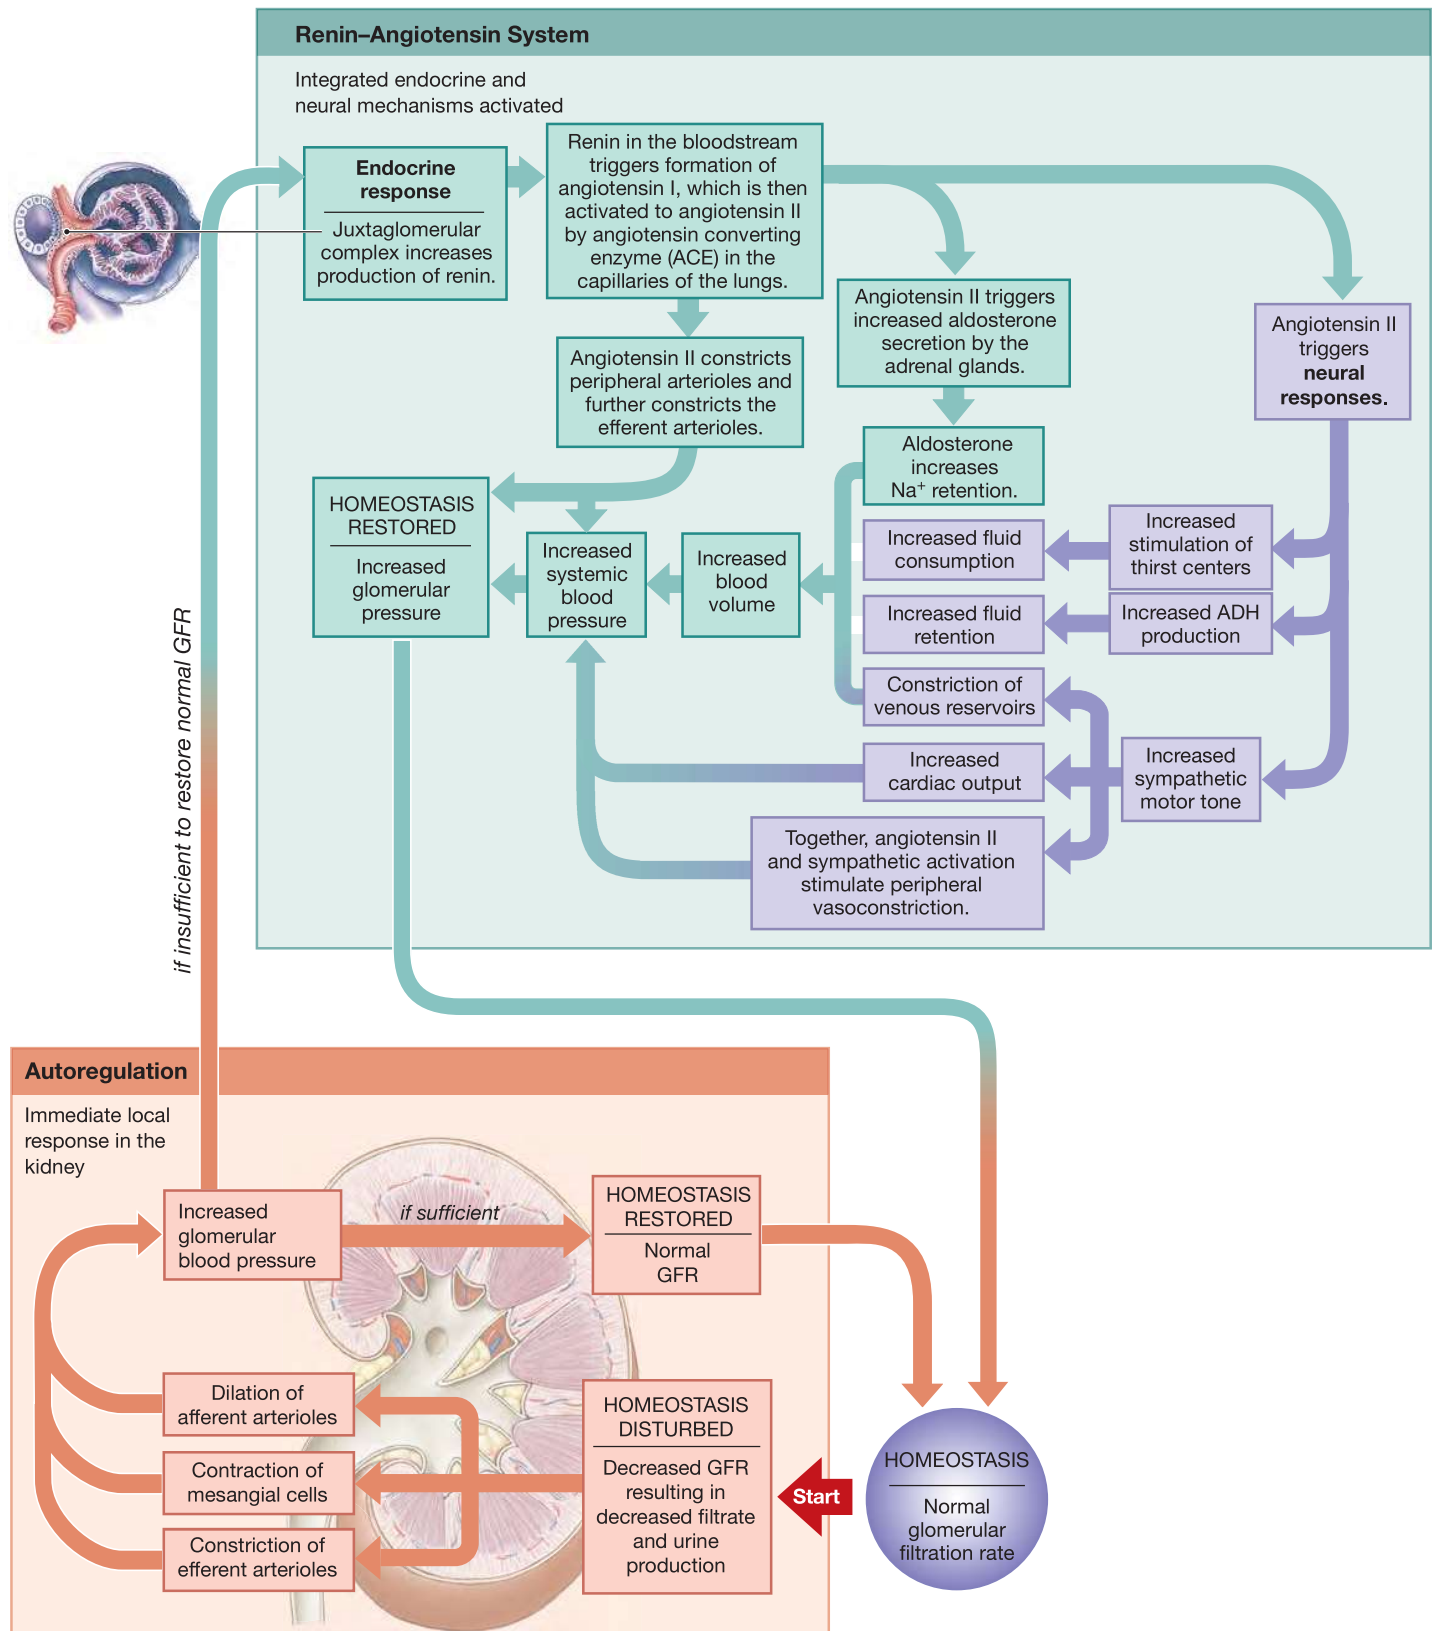 Renin–Angiotensin System
Integrated endocrine and
neural mechanisms activated
Endocrine
response
Juxtaglomerular
complex increases
production of renin.
Renin in the bloodstream
triggers formation of
angiotensin I, which is then
activated to angiotensin II
by angiotensin converting
enzyme (ACE) in the
capillaries of the lungs.
Angiotensin II constricts
peripheral arterioles and
further constricts the
efferent arterioles.
Angiotensin II triggers
increased aldosterone
secretion by the
adrenal glands.
Angiotensin II
triggers
neural
responses.
Aldosterone
increases
Na⁺ retention.
HOMEOSTASIS
RESTORED
Increased
glomerular
pressure
Increased
systemic
blood
pressure
Increased
blood
volume
Increased fluid
consumption
Increased
stimulation of
thirst centers
Increased fluid
retention
Increased ADH
production
Constriction of
venous reservoirs
Increased
cardiac output
Increased
sympathetic
motor tone
Together, angiotensin II
and sympathetic activation
stimulate peripheral
vasoconstriction.
if insufficient to restore normal GFR
Autoregulation
Immediate local
response in the
kidney
Increased
glomerular
blood pressure
if sufficient
HOMEOSTASIS
RESTORED
Normal
GFR
Dilation of
afferent arterioles
Contraction of
mesangial cells
Constriction of
efferent arterioles
HOMEOSTASIS
DISTURBED
Decreased GFR
resulting in
decreased filtrate
and urine
production
Start
HOMEOSTASIS
Normal
glomerular
filtration rate